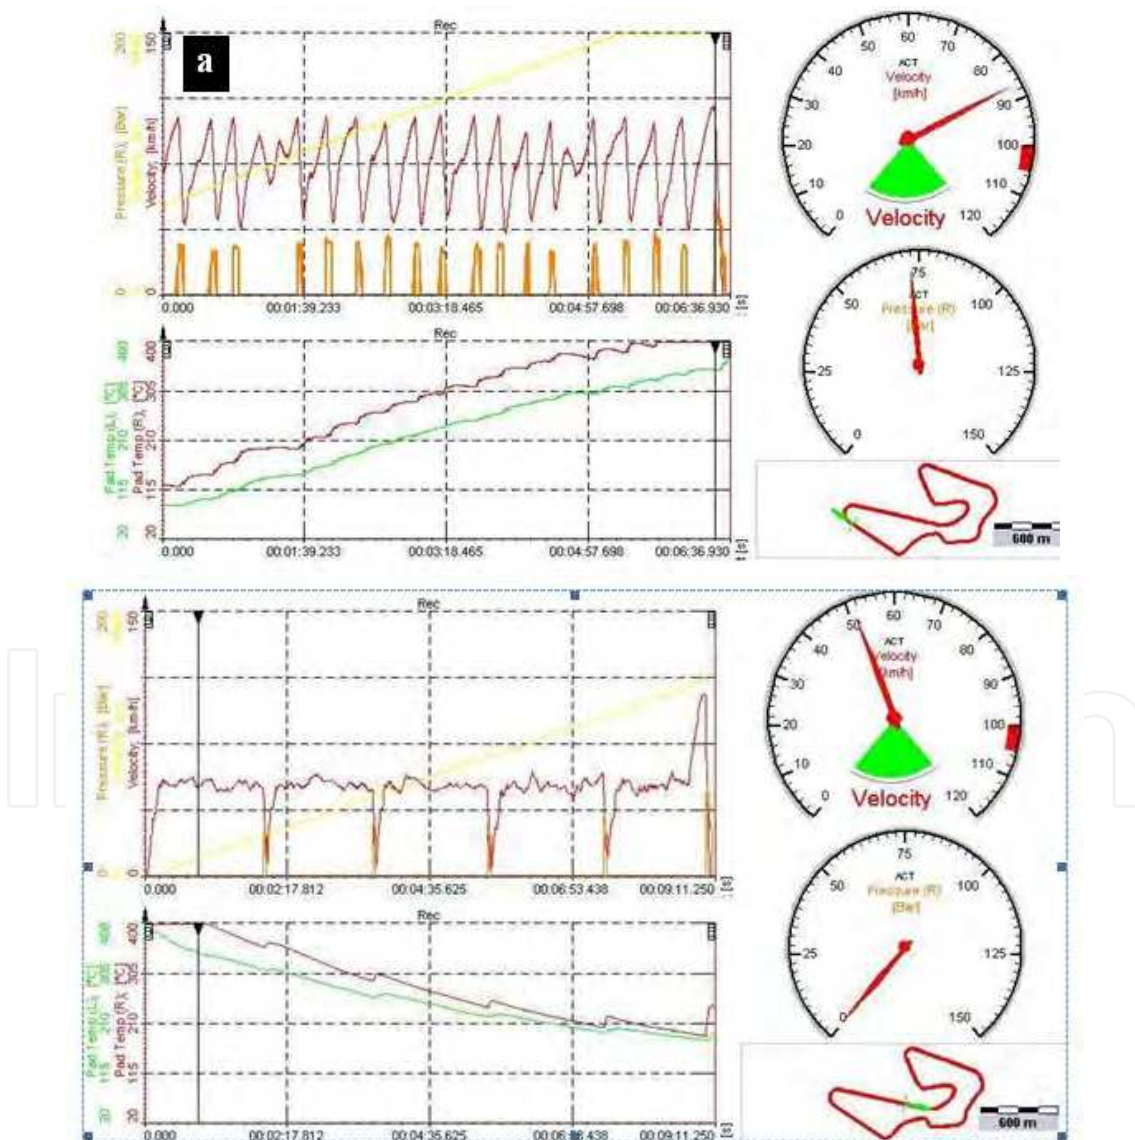 a
Rec
200
150
Pressure (R), [Bar]
Velocity, [km/h]
0
0
0.000 00:01:39.233 00:03:18.465 00:04:57.698 00:06:36.930
[s]
Rec
400
305
210
115
20
Pad Temp (L), [°C]
Pad Temp (R), [°C]
0.000 00:01:39.233 00:03:18.465 00:04:57.698 00:06:36.930
t [s]
0 10 20 30 40 50 60 70 80 90 100 110 120
ACT
Velocity
[km/h]
Velocity
0 25 50 75 100 125 150
ACT
Pressure (R)
600 m
Rec
200
Pressure (R), [Bar]
Velocity, [km/h]
0
0
0.000 00:02:17.812 00:04:35.625 00:06:53.438 00:09:11.250
[s]
Rec
400
305
210
115
20
Pad Temp (L), [°C]
Pad Temp (R), [°C]
0.000 00:02:17.812 00:04:35.625 00:09:11.250
[s]
0 10 20 30 40 50 60 70 80 90 100 110 120
ACT
Velocity
[km/h]
Velocity
0 25 50 75 100 125 150
ACT
Pressure (R)
[Bar]
600 m